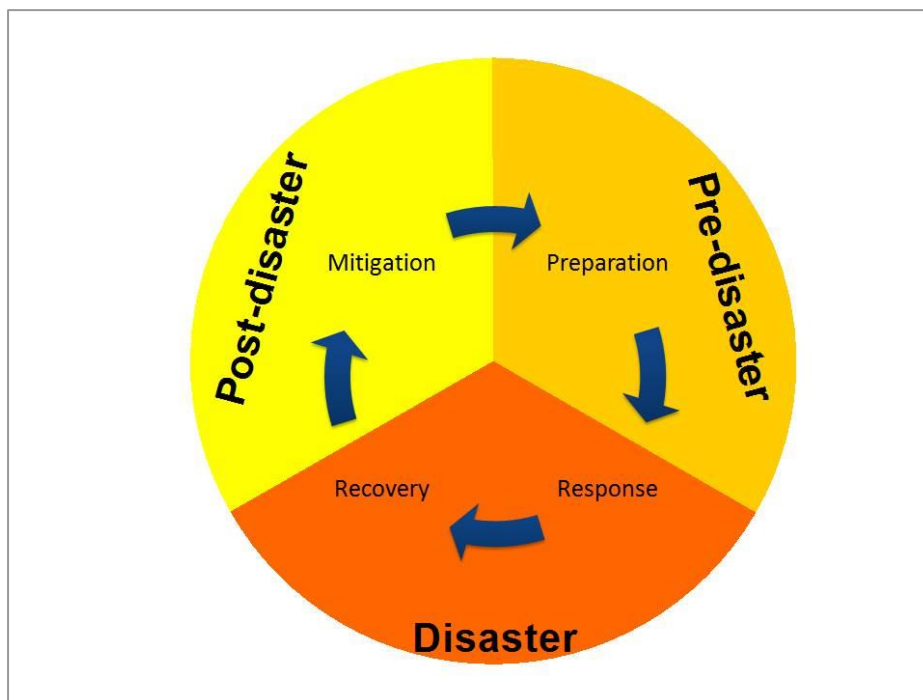 Post-disaster
Pre-disaster
Mitigation
Preparation
Recovery
Response
Disaster